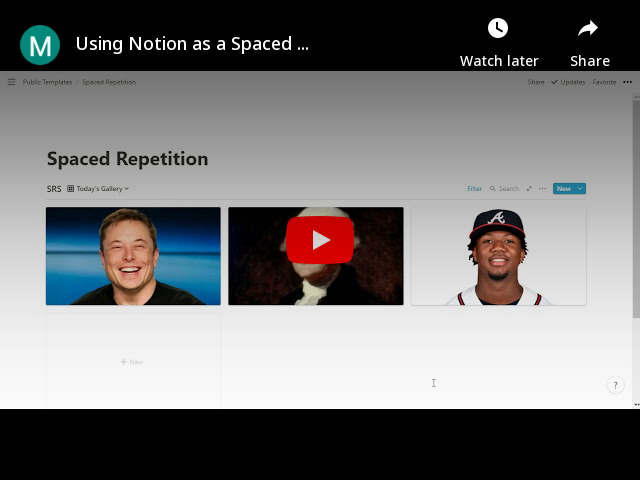 M
Using Notion as a Spaced ...
Watch later
Share
Public Templates / Spaced Repetition
Share
Updates
Favorite
•••
Spaced Repetition
SRS
Today's Gallery
Filter
Search
•••
New
A
+ New
?